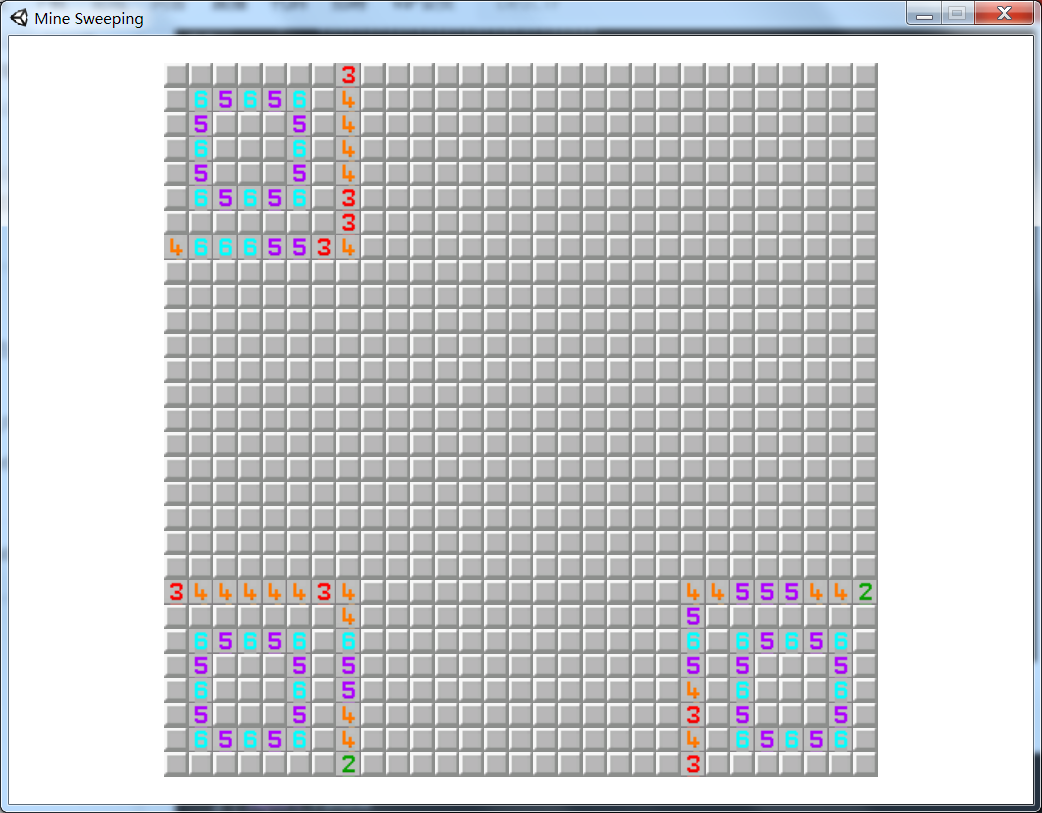 Mine Sweeping
3
6 5 6 5 6 4
5 5 4
6 6 4
5 5 4
6 5 6 5 6 3
3
4 6 6 6 5 5 3 4
3 4 4 4 4 4 3 4 4 4 5 5 5 4 4 2
4 5
6 5 6 5 6 6 6 6 5 6 5 6
5 5 5 5 5 5
6 6 5 4 6 6
5 5 4 3 5 5
6 5 6 5 6 4 4 6 5 6 5 6
2 3